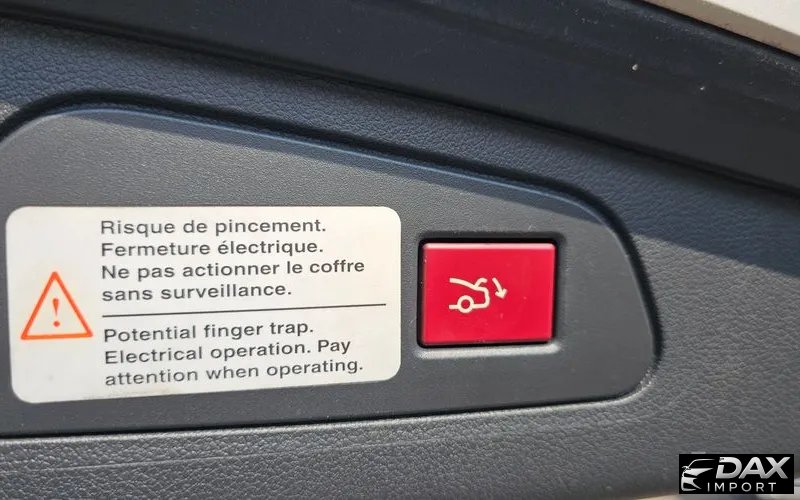 Risque de pincement.
Fermeture électrique.
Ne pas actionner le coffre
sans surveillance.
Potential finger trap.
Electrical operation. Pay
attention when operating.
DAX
IMPORT